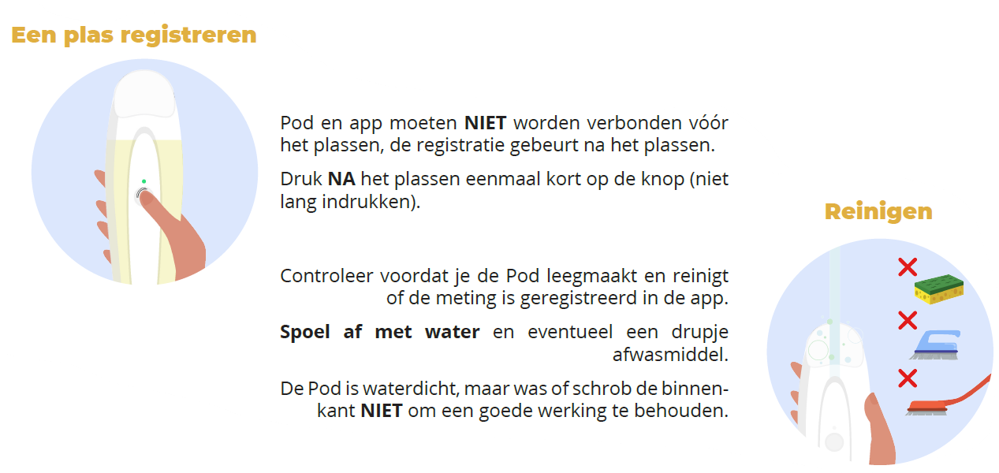 Een plas registreren
Pod en app moeten NIET worden verbonden vóór
het plassen, de registratie gebeurt na het plassen.
Druk NA het plassen eenmaal kort op de knop (niet
lang indrukken).
Reinigen
Controleer voordat je de Pod leegmaakt en reinigt
of de meting is geregistreerd in de app.
Spoel af met water en eventueel een drupje
afwasmiddel.
De Pod is waterdicht, maar was of schrob de binnen-
kant NIET om een goede werking te behouden.